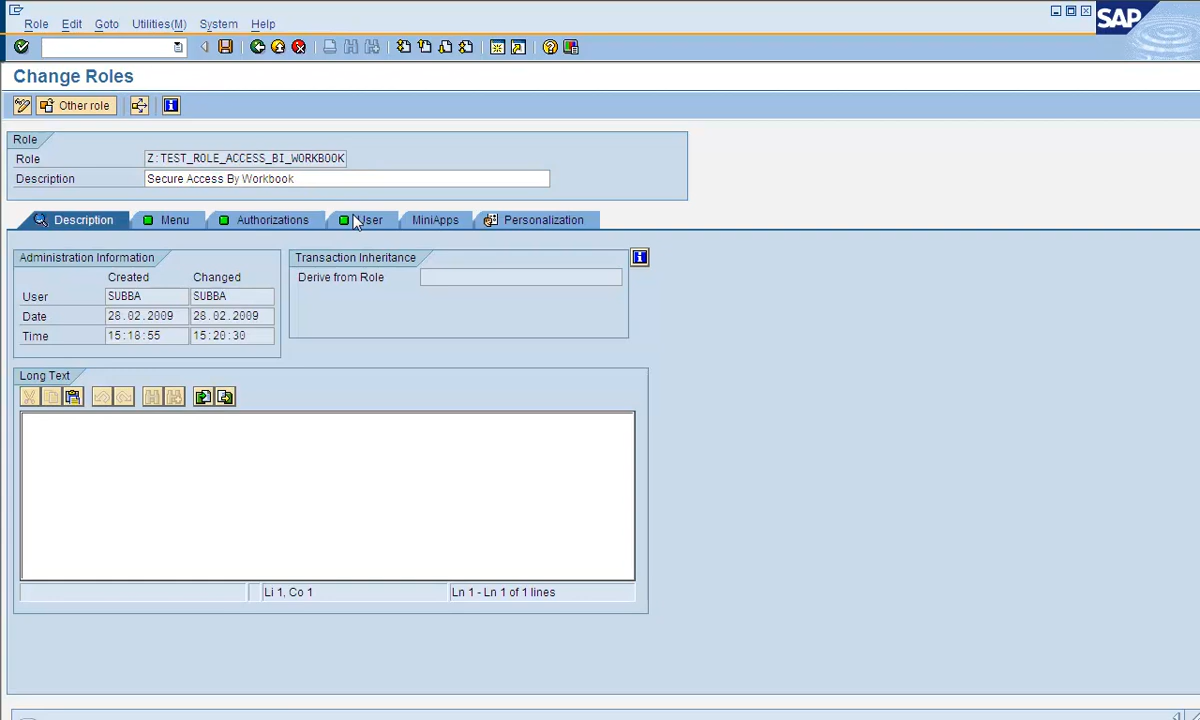 Role Edit Goto Utilities(M) System Help
SAP
Change Roles
Other role
Role
Role Z:TEST_ROLE_ACCESS_BI_WORKBOOK
Description Secure Access By Workbook
Description Menu Authorizations User MiniApps Personalization
Administration Information
Created Changed
User SUBBA SUBBA
Date 28.02.2009 28.02.2009
Time 15:18:55 15:20:30
Transaction Inheritance
Derive from Role
Long Text
Li 1, Co 1 Ln 1 - Ln 1 of 1 lines